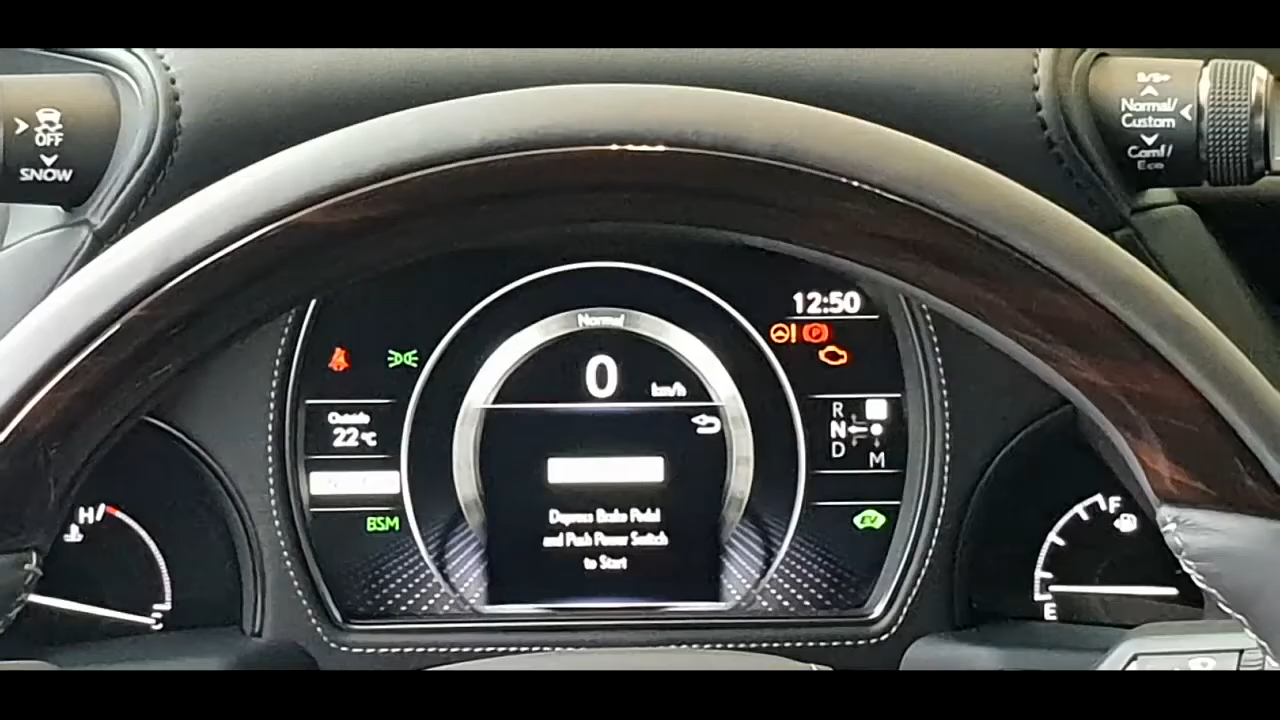 OFF
SNOW
Normal/
Custom
Comf/
Eco
Normal
12:50
0
km/h
Outside
22°C
R
N
D
M
P
H
C
BSM
EV
Depress Brake Pedal
and Push Power Switch
to Start
F
E